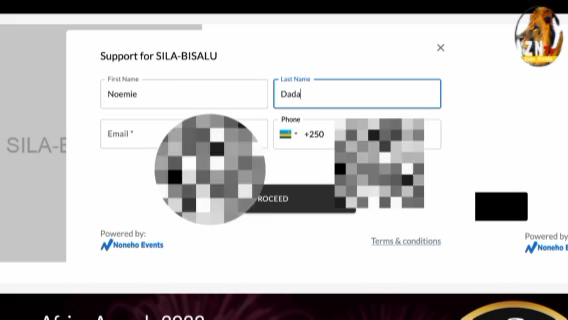 Support for SILA-BISALU
First Name
Noemie
Last Name
Dada
Email *
Phone
+250
ROCEED
SILA-B
Powered by:
Noneho Events
Terms & conditions
Powered by
Noneho E
ZN